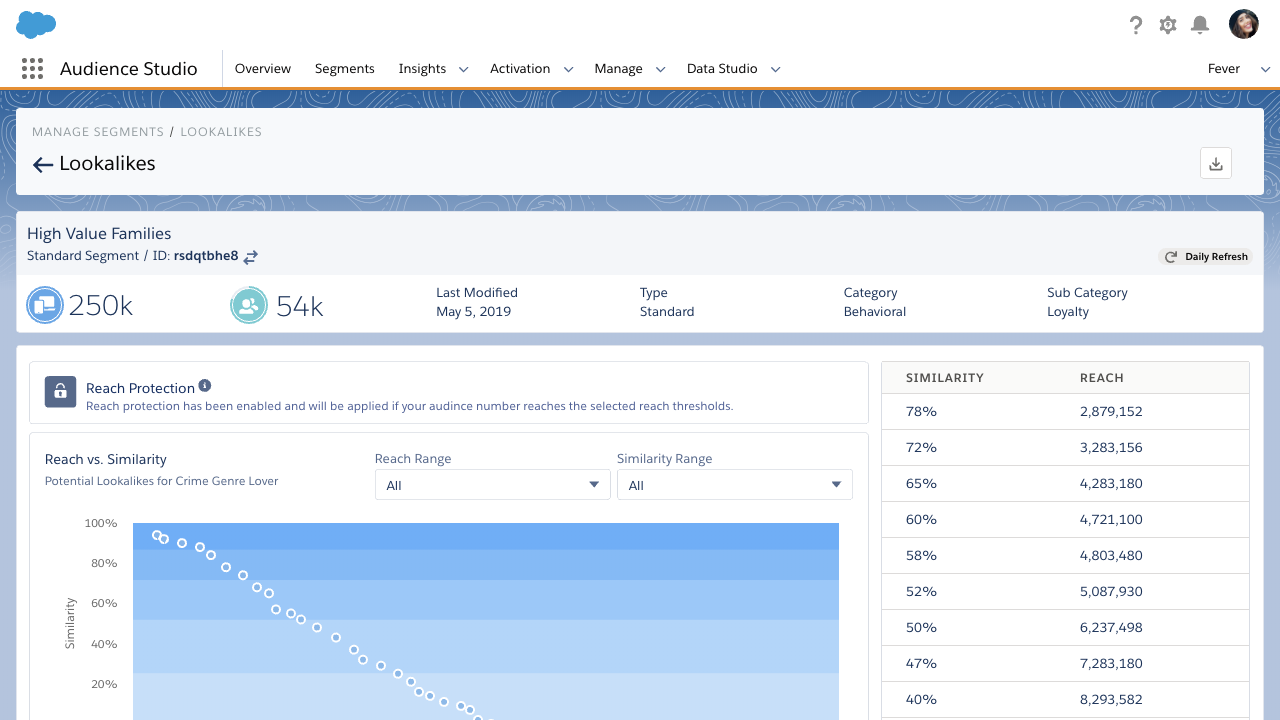 Audience Studio
Overview
Segments
Insights
Activation
Manage
Data Studio
Fever
MANAGE SEGMENTS / LOOKALIKES
Lookalikes
High Value Families
Standard Segment / ID: rsdqtbhe8
Daily Refresh
250k
54k
Last Modified
May 5, 2019
Type
Standard
Category
Behavioral
Sub Category
Loyalty
Reach Protection
Reach protection has been enabled and will be applied if your audince number reaches the selected reach thresholds.
Reach vs. Similarity
Potential Lookalikes for Crime Genre Lover
Reach Range
All
Similarity Range
All
100%
80%
60%
40%
20%
Similarity
SIMILARITY REACH
78% 2,879,152
72% 3,283,156
65% 4,283,180
60% 4,721,100
58% 4,803,480
52% 5,087,930
50% 6,237,498
47% 7,283,180
40% 8,293,582